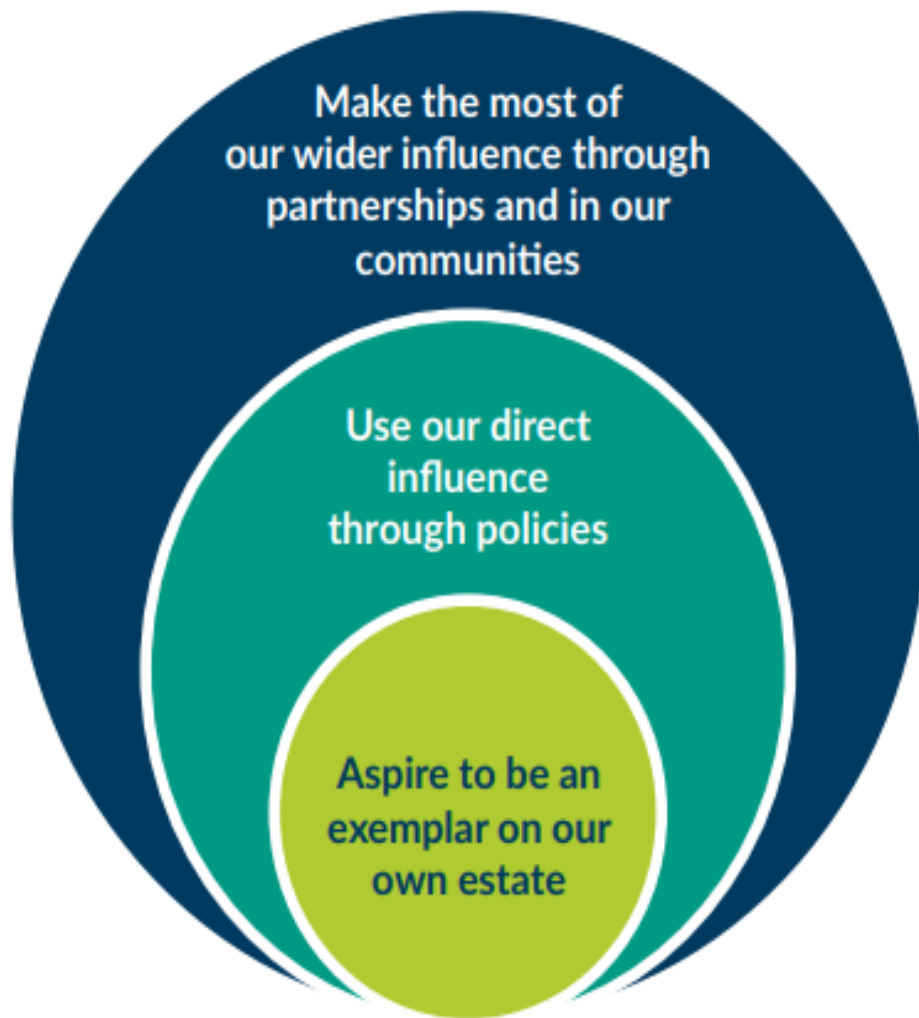 Make the most of
our wider influence through
partnerships and in our
communities
Use our direct
influence
through policies
Aspire to be an
exemplar on our
own estate